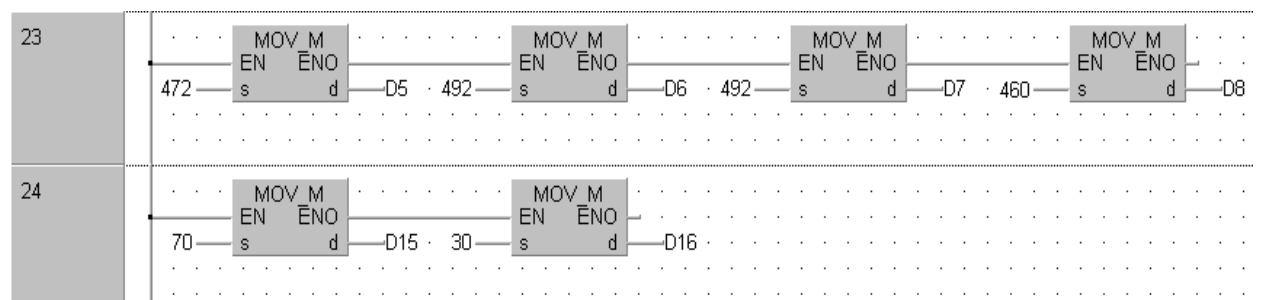 23
MOV_M MOV_M MOV_M MOV_M
EN ENO EN ENO EN ENO EN ENO
472 s d D5 492 s d D6 492 s d D7 460 s d D8
24
MOV_M MOV_M
EN ENO EN ENO
70 s d D15 30 s d D16